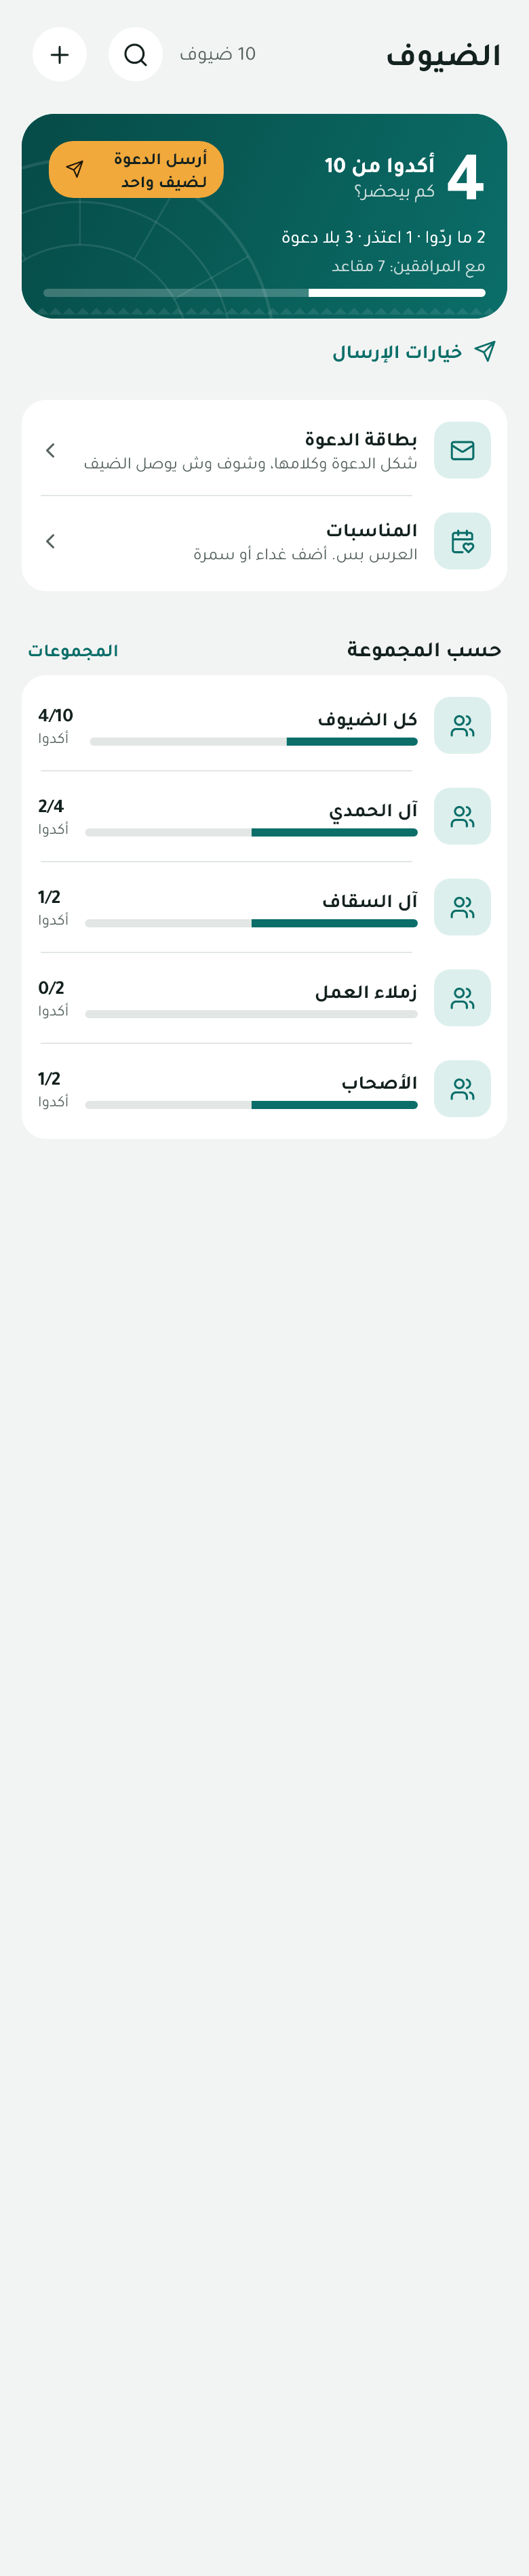 الضيوف
10 ضيوف
4
أكدوا من 10
كم بيحضر؟
أرسل الدعوة
لضيف واحد
2 ما ردّوا · 1 اعتذر · 3 بلا دعوة
مع المرافقين: 7 مقاعد
خيارات الإرسال
بطاقة الدعوة
شكل الدعوة وكلامها، وشوف وش يوصل الضيف
المناسبات
العرس بس. أضف غداء أو سمرة
حسب المجموعة
المجموعات
كل الضيوف
4/10
أكدوا
آل الحمدي
2/4
أكدوا
آل السقاف
1/2
أكدوا
زملاء العمل
0/2
أكدوا
الأصحاب
1/2
أكدوا